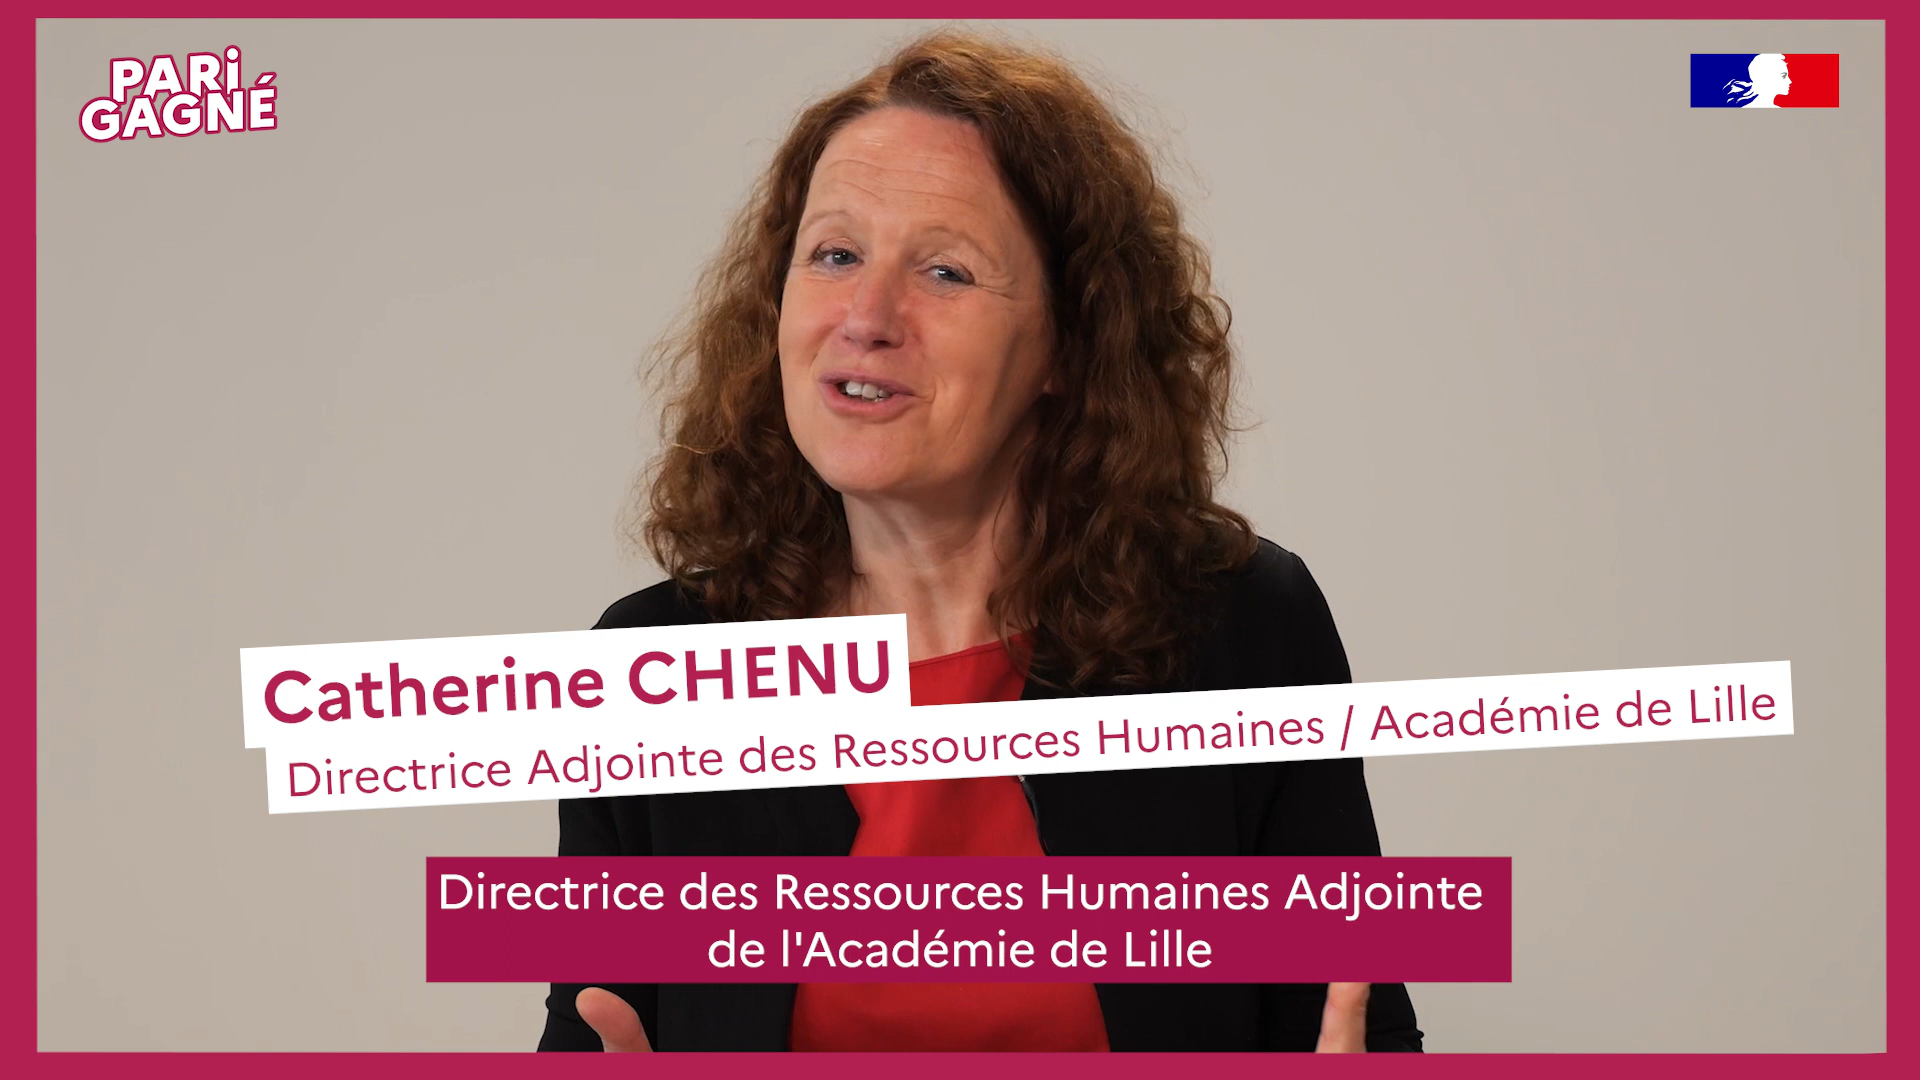 PARi
GAGNÉ
Catherine CHENU
Directrice Adjointe des Ressources Humaines / Académie de Lille
Directrice des Ressources Humaines Adjointe
de l'Académie de Lille